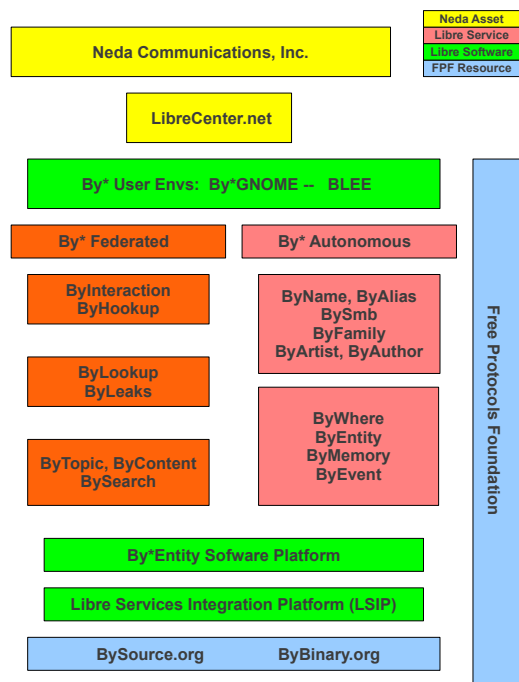 Neda Asset
Libre Service
Libre Software
FPF Resource
Neda Communications, Inc.
LibreCenter.net
By* User Envs:  By*GNOME --   BLEE
By* Federated
By* Autonomous
ByInteraction
ByHookup
ByName, ByAlias
BySmb
ByFamily
ByArtist, ByAuthor
ByLookup
ByLeaks
ByWhere
ByEntity
ByMemory
ByEvent
ByTopic, ByContent
BySearch
By*Entity Sofware Platform
Libre Services Integration Platform (LSIP)
BySource.org
ByBinary.org
Free Protocols Foundation